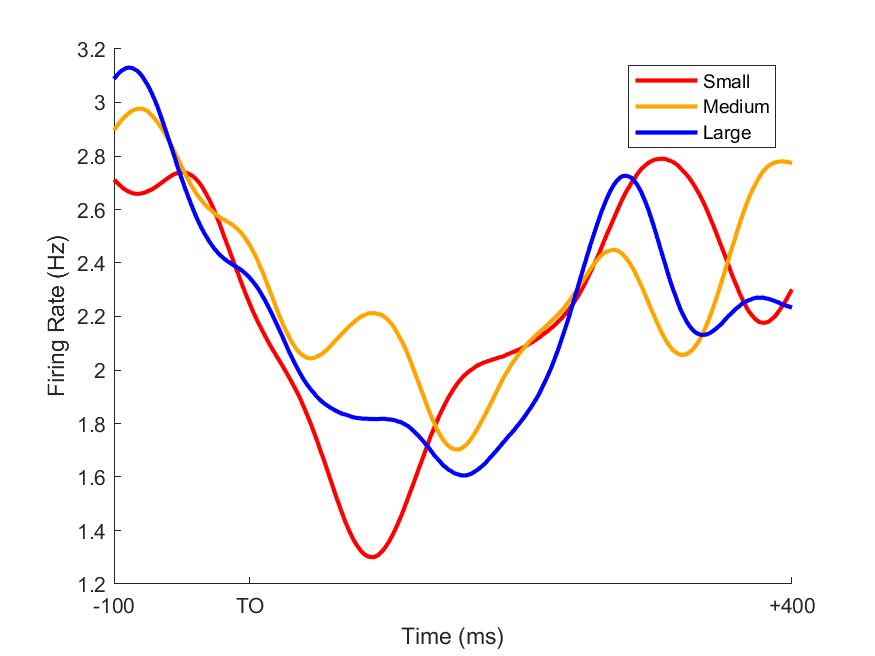 3.2
3
2.8
2.6
2.4
2.2
2
1.8
1.6
1.4
1.2
Firing Rate (Hz)
Small
Medium
Large
-100 TO +400
Time (ms)